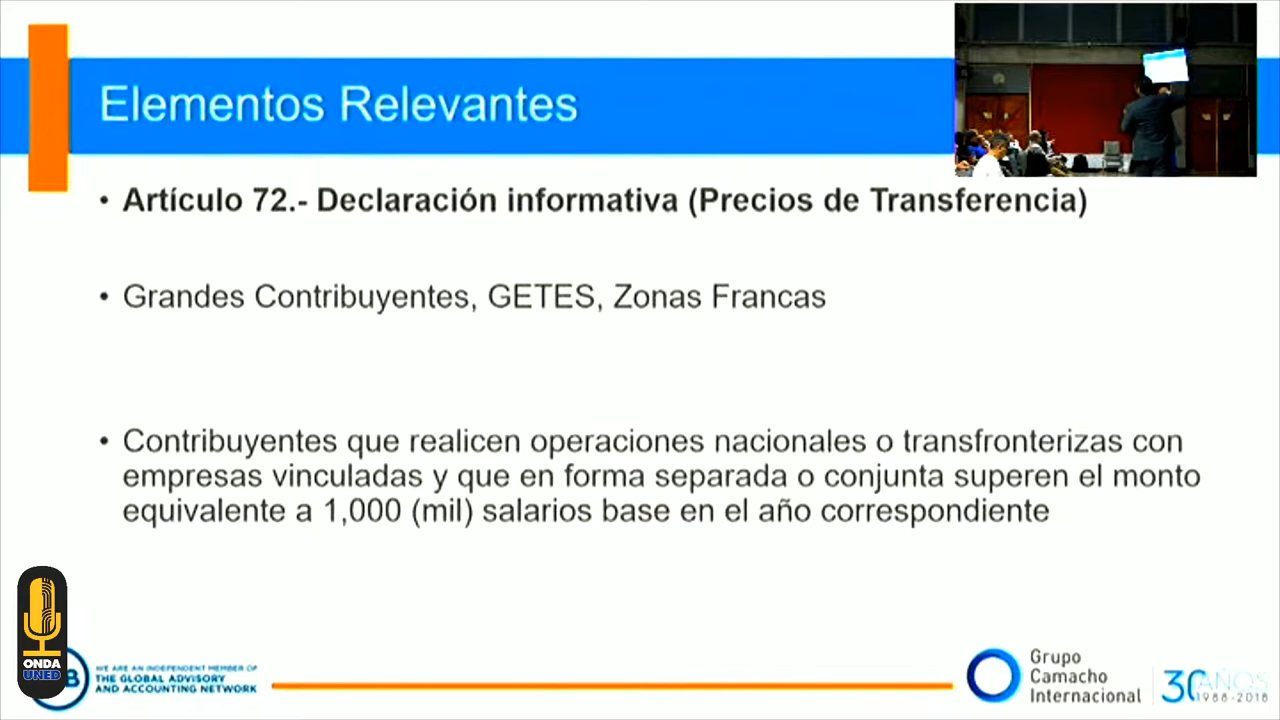 Elementos Relevantes
• Artículo 72.- Declaración informativa (Precios de Transferencia)
• Grandes Contribuyentes, GETES, Zonas Francas
• Contribuyentes que realicen operaciones nacionales o transfronterizas con
empresas vinculadas y que en forma separada o conjunta superen el monto
equivalente a 1,000 (mil) salarios base en el año correspondiente
ONDA
UNED
B
WE ARE AN INDEPENDENT MEMBER OF
THE GLOBAL ADVISORY
AND ACCOUNTING NETWORK
Grupo
Camacho
Internacional
30 AÑOS
1988-2018